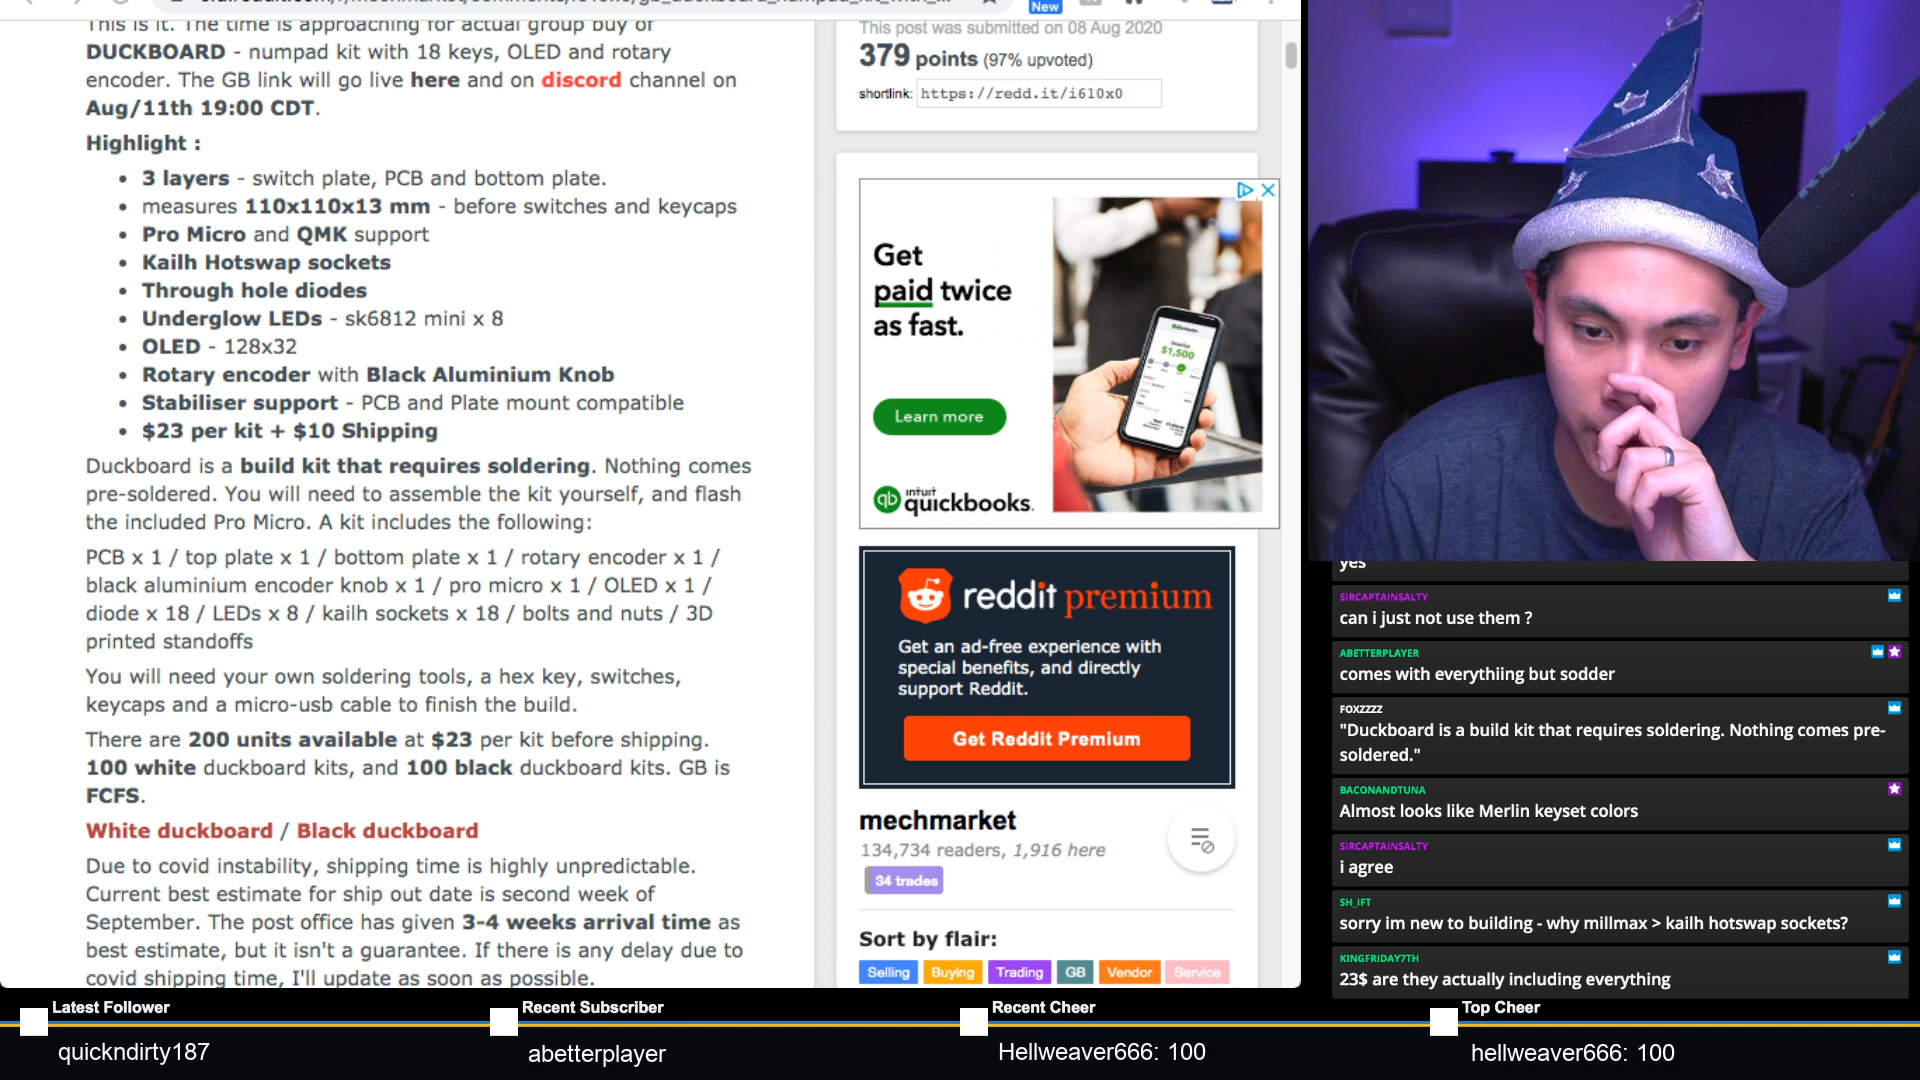 This is it. The time is approaching for actual group buy of
DUCKBOARD - numpad kit with 18 keys, OLED and rotary
encoder. The GB link will go live here and on discord channel on
Aug/11th 19:00 CDT.
Highlight :
• 3 layers - switch plate, PCB and bottom plate.
• measures 110x110x13 mm - before switches and keycaps
• Pro Micro and QMK support
• Kailh Hotswap sockets
• Through hole diodes
• Underglow LEDs - sk6812 mini x 8
• OLED - 128x32
• Rotary encoder with Black Aluminium Knob
• Stabiliser support - PCB and Plate mount compatible
• $23 per kit + $10 Shipping
Duckboard is a build kit that requires soldering. Nothing comes
pre-soldered. You will need to assemble the kit yourself, and flash
the included Pro Micro. A kit includes the following:
PCB x 1 / top plate x 1 / bottom plate x 1 / rotary encoder x 1 /
black aluminium encoder knob x 1 / pro micro x 1 / OLED x 1 /
diode x 18 / LEDs x 8 / kailh sockets x 18 / bolts and nuts / 3D
printed standoffs
You will need your own soldering tools, a hex key, switches,
keycaps and a micro-usb cable to finish the build.
There are 200 units available at $23 per kit before shipping.
100 white duckboard kits, and 100 black duckboard kits. GB is
FCFS.
White duckboard / Black duckboard
Due to covid instability, shipping time is highly unpredictable.
Current best estimate for ship out date is second week of
September. The post office has given 3-4 weeks arrival time as
best estimate, but it isn't a guarantee. If there is any delay due to
covid shipping time, I'll update as soon as possible.
New
This post was submitted on 08 Aug 2020
379 points (97% upvoted)
shortlink: https://redd.it/i610x0
Get
paid twice
as fast.
$1,500
Learn more
qb intuit
quickbooks.
reddit premium
Get an ad-free experience with
special benefits, and directly
support Reddit.
Get Reddit Premium
mechmarket
134,734 readers, 1,916 here
34 trades
Sort by flair:
Selling Buying Trading GB Vendor Service
yes
SIRCAPTAINSALTY
can i just not use them ?
ABETTERPLAYER
comes with everythiing but sodder
FOXZZZZ
"Duckboard is a build kit that requires soldering. Nothing comes pre-
soldered."
BACONANDTUNA
Almost looks like Merlin keyset colors
SIRCAPTAINSALTY
i agree
SH_IFT
sorry im new to building - why millmax > kailh hotswap sockets?
KINGFRIDAY7TH
23$ are they actually including everything
Latest Follower
quickndirty187
Recent Subscriber
abetterplayer
Recent Cheer
Hellweaver666: 100
Top Cheer
hellweaver666: 100